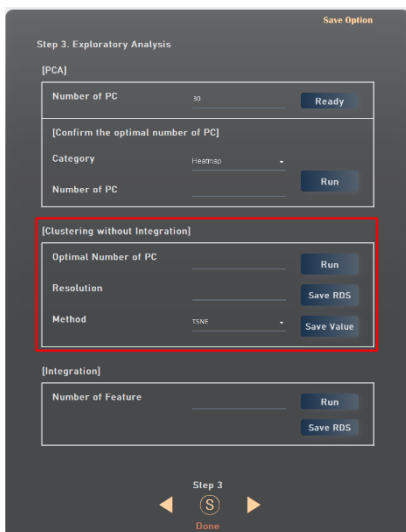 Save Option
Step 3. Exploratory Analysis
[PCA]
Number of PC 30 Ready
[Confirm the optimal number of PC]
Category Heatmap
Number of PC Run
[Clustering without Integration]
Optimal Number of PC Run
Resolution Save RDS
Method TSNE Save Value
[Integration]
Number of Feature Run
Save RDS
Step 3
S
Done